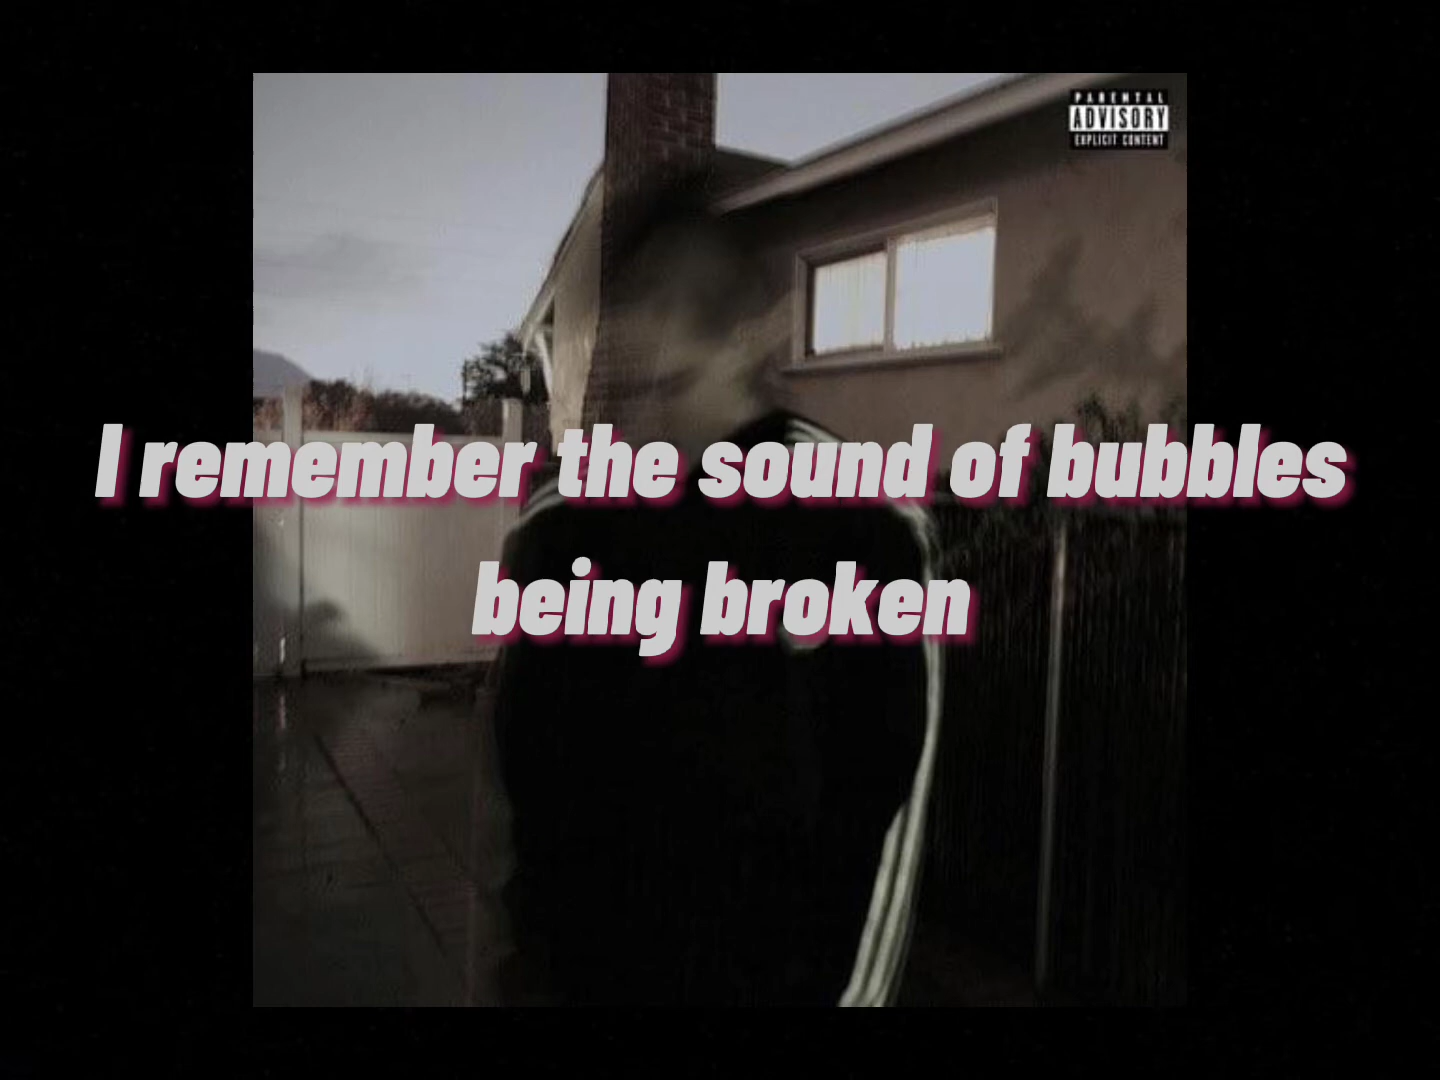 PARENTAL
ADVISORY
EXPLICIT CONTENT
I remember the sound of bubbles
being broken